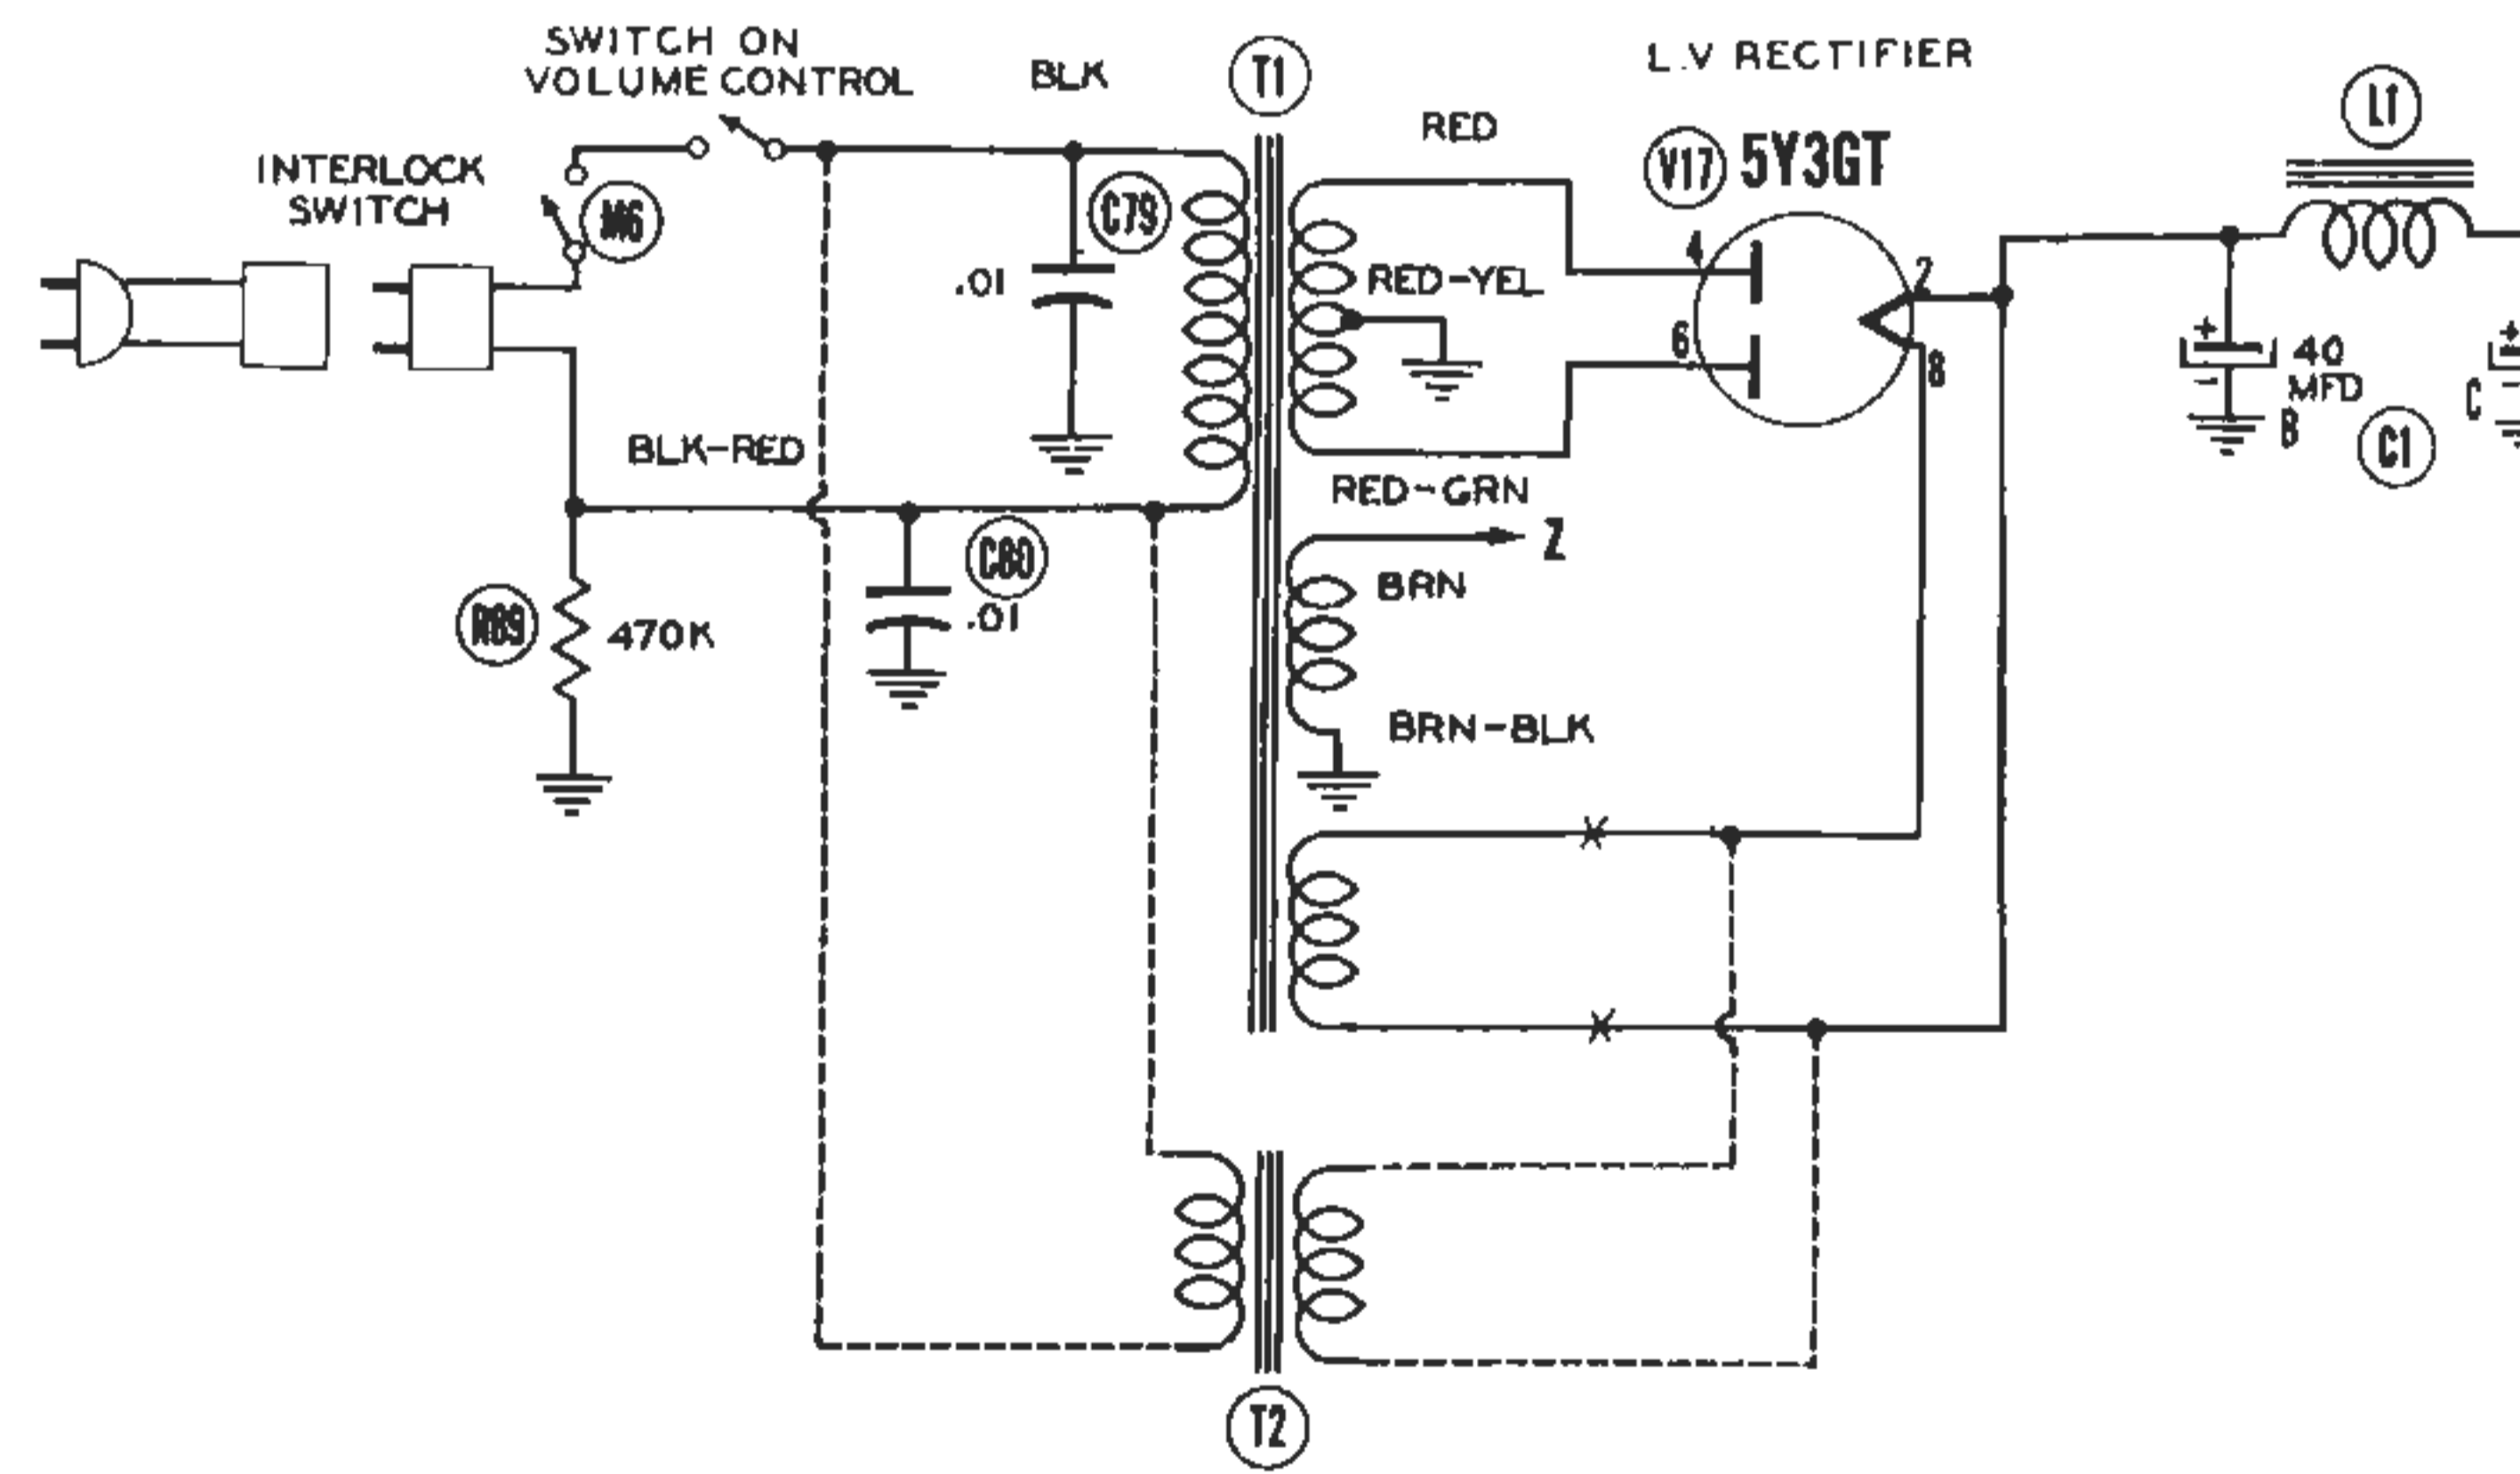 SWITCH ON
VOLUME CONTROL
BLK
T1
L.V RECTIFIER
L1
RED
V17 5Y3GT
INTERLOCK
SWITCH
M6
C79
.01
RED-YEL
4
2
6
8
+
-
40
MFD
B
C1
+
-
C
BLK-RED
RED-GRN
Z
C80
.01
BRN
R89
470K
BRN-BLK
T2